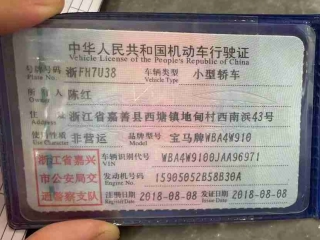 中华人民共和国机动车行驶证
Vehicle License of the People's Republic of China
号牌号码 浙FH7U38 车辆类型 小型轿车
Plate No. Vehicle Type
所有人 陈红
Owner
住址 浙江省嘉善县西塘镇地甸村西南浜43号
Address
使用性质 非营运 品牌型号 宝马牌WBA4W910
Use Character Model
浙江省嘉兴 车辆识别代号 WBA4W9100JAA96971
VIN
市公安局交 发动机号码 15905052B58B30A
Engine No.
通警察支队 注册日期 2018-08-08 发证日期 2018-08-08
Register Date Issue Date